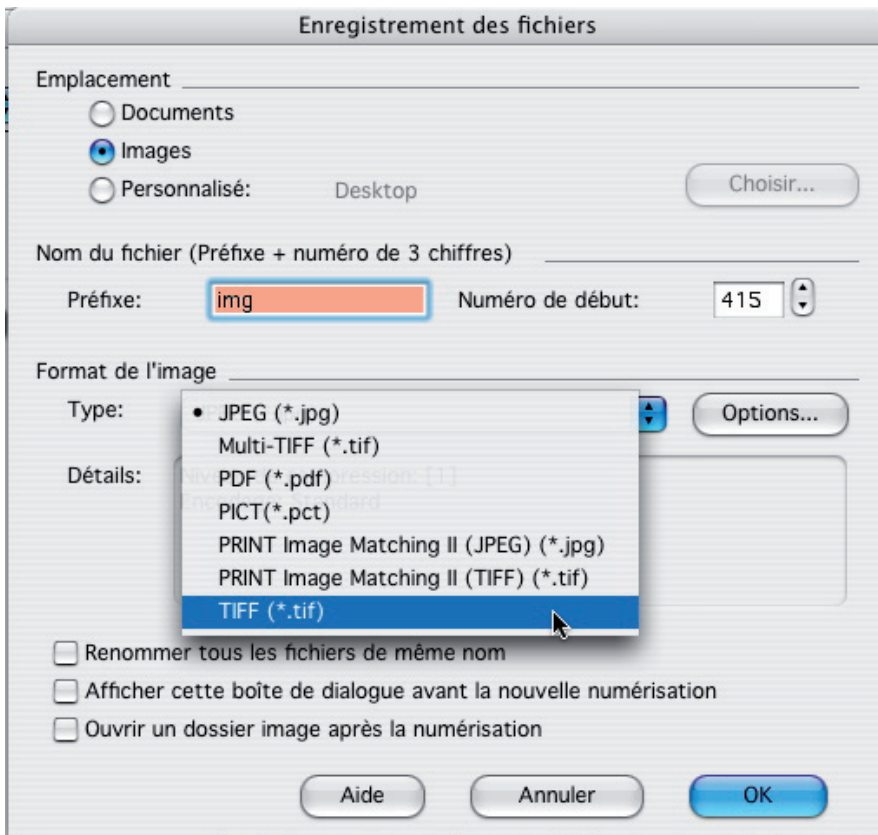 Enregistrement des fichiers
Emplacement
Documents
Images
Personnalisé: Desktop Choisir...
Nom du fichier (Préfixe + numéro de 3 chiffres)
Préfixe: img Numéro de début: 415
Format de l'image
Type: • JPEG (*.jpg) Options...
Multi-TIFF (*.tif)
Détails: PDF (*.pdf) pression: [1]
PICT(*.pct) Standard
PRINT Image Matching II (JPEG) (*.jpg)
PRINT Image Matching II (TIFF) (*.tif)
TIFF (*.tif)
Renommer tous les fichiers de même nom
Afficher cette boîte de dialogue avant la nouvelle numérisation
Ouvrir un dossier image après la numérisation
Aide Annuler OK